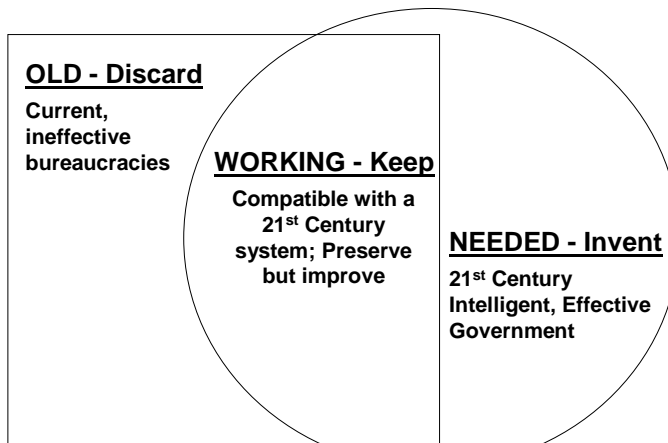 OLD - Discard
Current,
ineffective
bureaucracies
WORKING - Keep
Compatible with a
21st Century
system; Preserve
but improve
NEEDED - Invent
21st Century
Intelligent, Effective
Government